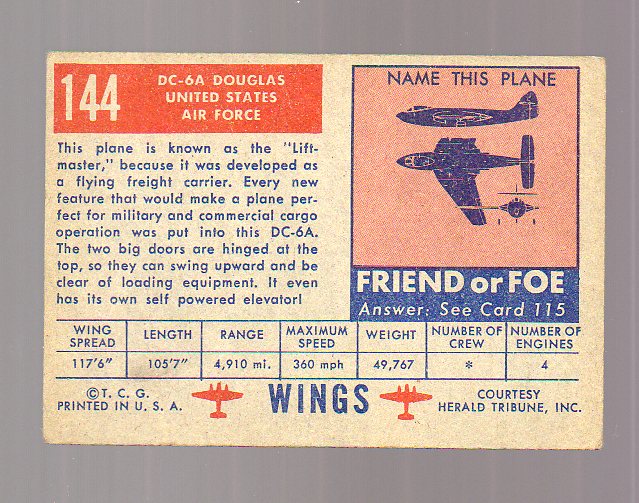 144
DC-6A DOUGLAS
UNITED STATES
AIR FORCE
This plane is known as the "Lift-
master," because it was developed as
a flying freight carrier. Every new
feature that would make a plane per-
fect for military and commercial cargo
operation was put into this DC-6A.
The two big doors are hinged at the
top, so they can swing upward and be
clear of loading equipment. It even
has its own self powered elevator!
NAME THIS PLANE
FRIEND or FOE
Answer: See Card 115
WING SPREAD LENGTH RANGE MAXIMUM SPEED WEIGHT NUMBER OF CREW NUMBER OF ENGINES
117'6" 105'7" 4,910 mi. 360 mph 49,767 * 4
©T. C. G.
PRINTED IN U. S. A.
WINGS
COURTESY
HERALD TRIBUNE, INC.